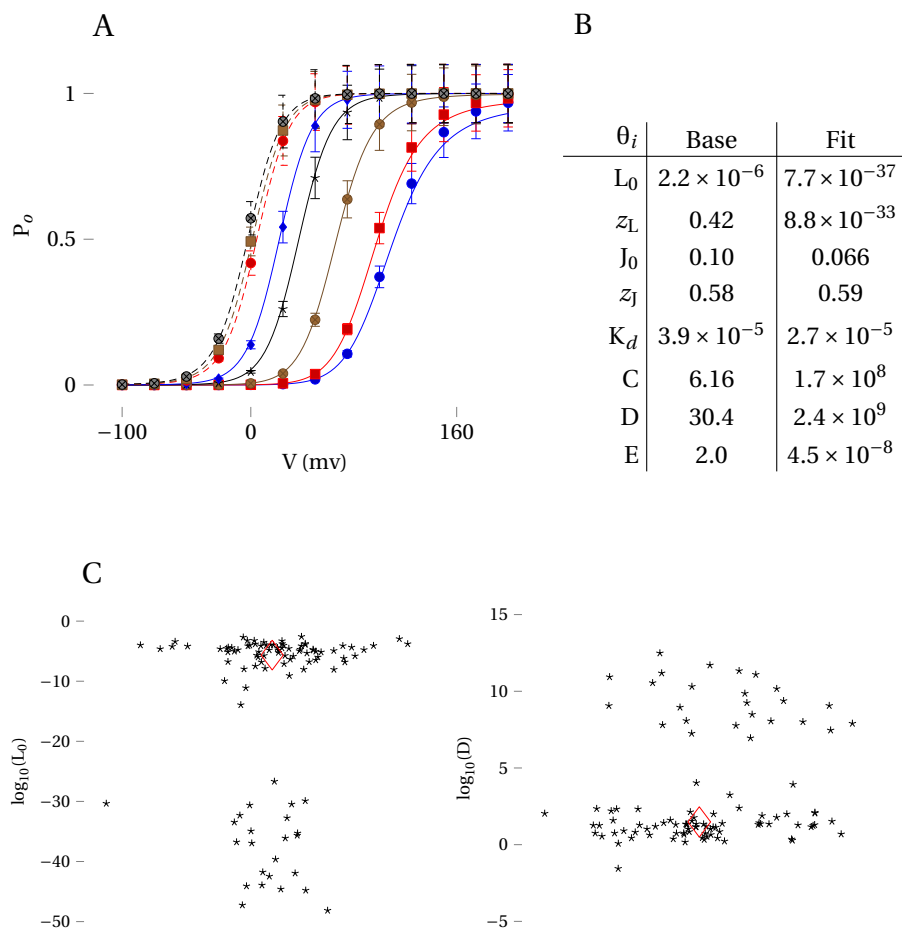 A
1
0.5
0
P_o
−100
0
160
V (mv)
B
θ_i Base Fit
L_0 2.2 × 10^−6 7.7 × 10^−37
z_L 0.42 8.8 × 10^−33
J_0 0.10 0.066
z_J 0.58 0.59
K_d 3.9 × 10^−5 2.7 × 10^−5
C 6.16 1.7 × 10^8
D 30.4 2.4 × 10^9
E 2.0 4.5 × 10^−8
C
0
−10
−20
−30
−40
−50
log_10(L_0)
15
10
5
0
−5
log_10(D)